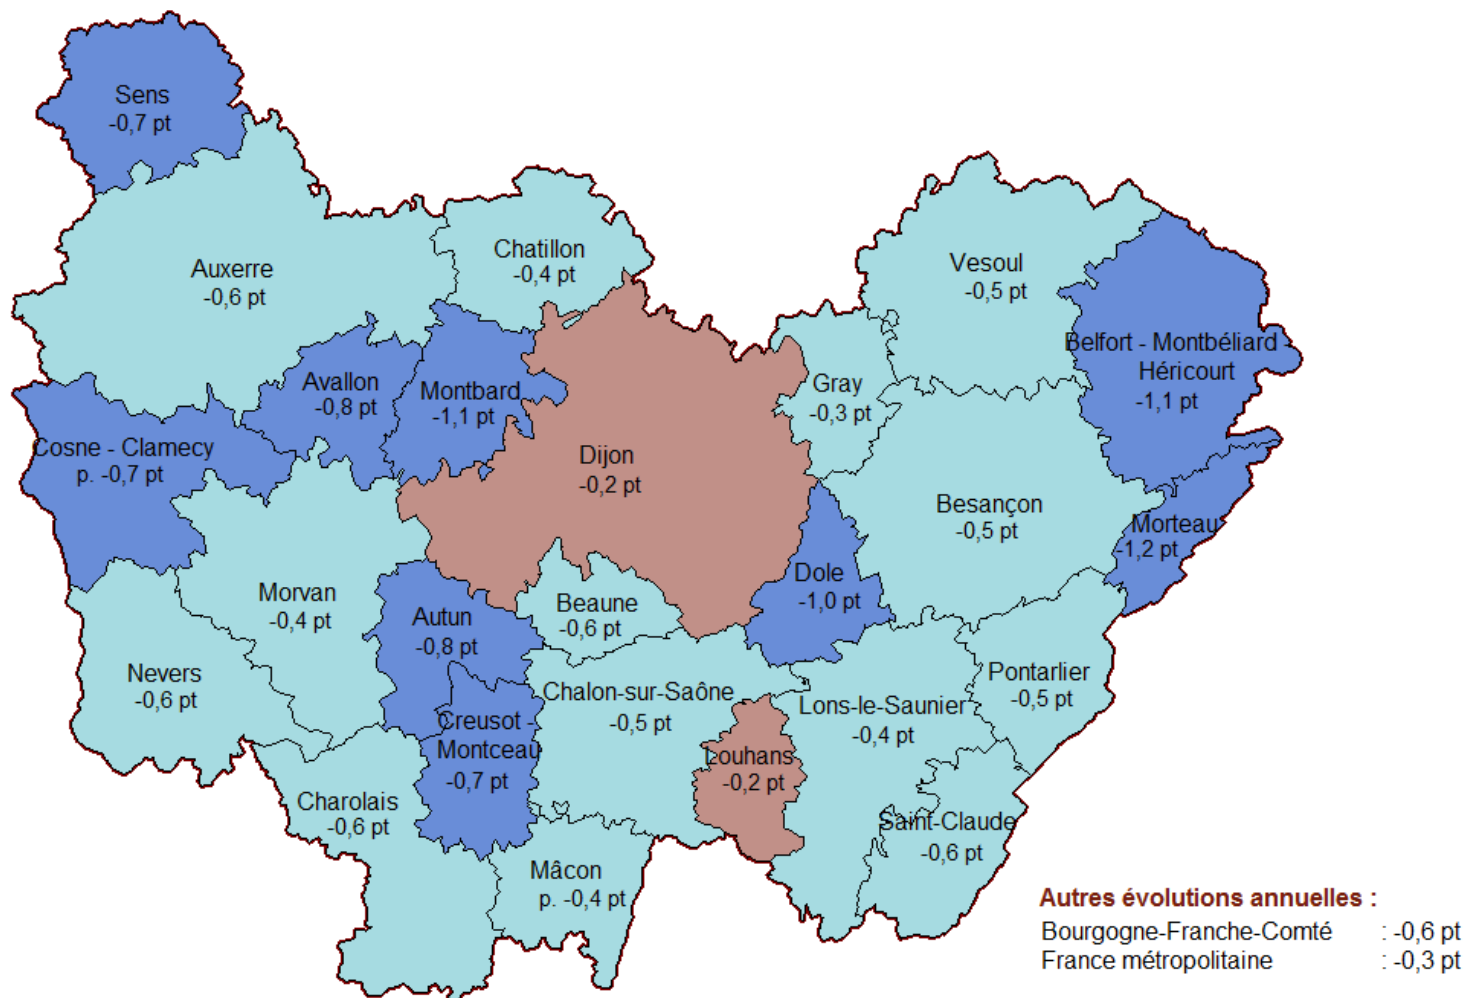 Sens
-0,7 pt
Auxerre
-0,6 pt
Chatillon
-0,4 pt
Vesoul
-0,5 pt
Belfort - Montbéliard -
Héricourt
-1,1 pt
Avallon
-0,8 pt
Montbard
-1,1 pt
Gray
-0,3 pt
Cosne - Clamecy
p. -0,7 pt
Dijon
-0,2 pt
Besançon
-0,5 pt
Morteau
-1,2 pt
Morvan
-0,4 pt
Autun
-0,8 pt
Beaune
-0,6 pt
Dole
-1,0 pt
Nevers
-0,6 pt
Chalon-sur-Saône
-0,5 pt
Pontarlier
-0,5 pt
Lons-le-Saunier
-0,4 pt
Creusot -
Montceau
-0,7 pt
Louhans
-0,2 pt
Charolais
-0,6 pt
Saint-Claude
-0,6 pt
Mâcon
p. -0,4 pt
Autres évolutions annuelles :
Bourgogne-Franche-Comté : -0,6 pt
France métropolitaine : -0,3 pt